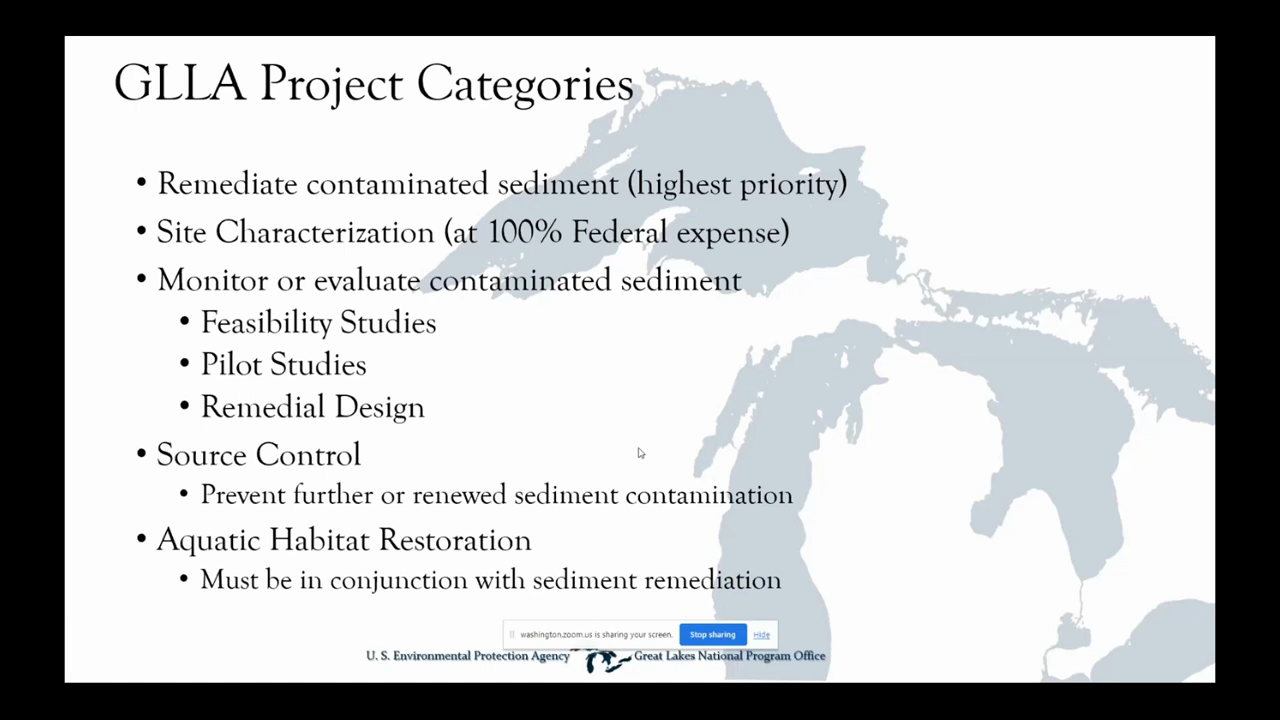 GLLA Project Categories
• Remediate contaminated sediment (highest priority)
• Site Characterization (at 100% Federal expense)
• Monitor or evaluate contaminated sediment
• Feasibility Studies
• Pilot Studies
• Remedial Design
• Source Control
• Prevent further or renewed sediment contamination
• Aquatic Habitat Restoration
• Must be in conjunction with sediment remediation
washington.zoom.us is sharing your screen. Stop sharing Hide
U. S. Environmental Protection Agency Great Lakes National Program Office